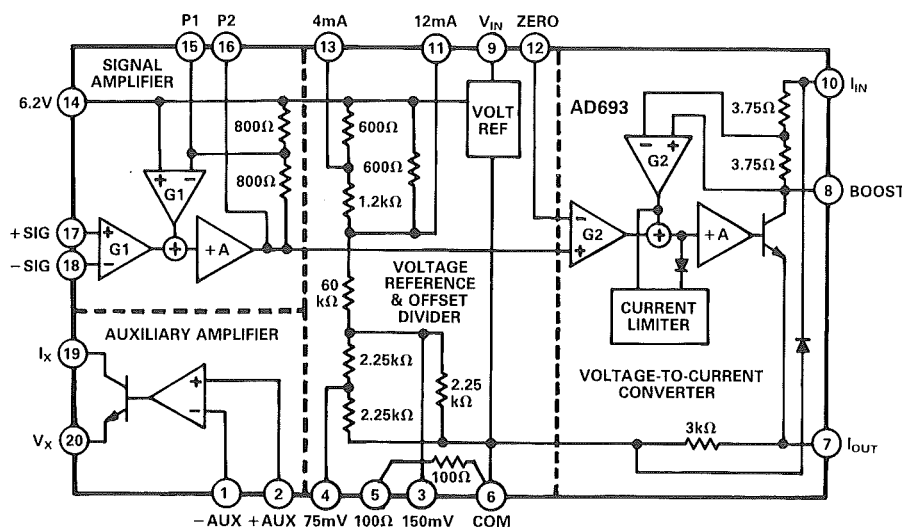 P1 P2 4mA 12mA VIN ZERO
15 16 13 11 9 12
SIGNAL
AMPLIFIER
6.2V 14
VOLT
REF
AD693
10 IIN
3.75Ω
3.75Ω
8 BOOST
800Ω
800Ω
600Ω
600Ω
1.2kΩ
+ −
G1
− +
G2
+SIG 17
−SIG 18
+
G1
−
+
+A
−
G2
+
+
+A
60
kΩ
VOLTAGE
REFERENCE
& OFFSET
DIVIDER
CURRENT
LIMITER
AUXILIARY AMPLIFIER
IX 19
+
−
VX 20
2.25kΩ
2.25kΩ
2.25
kΩ
100Ω
VOLTAGE-TO-CURRENT
CONVERTER
3kΩ
7 IOUT
1 2 4 5 3 6
−AUX +AUX 75mV 100Ω 150mV COM